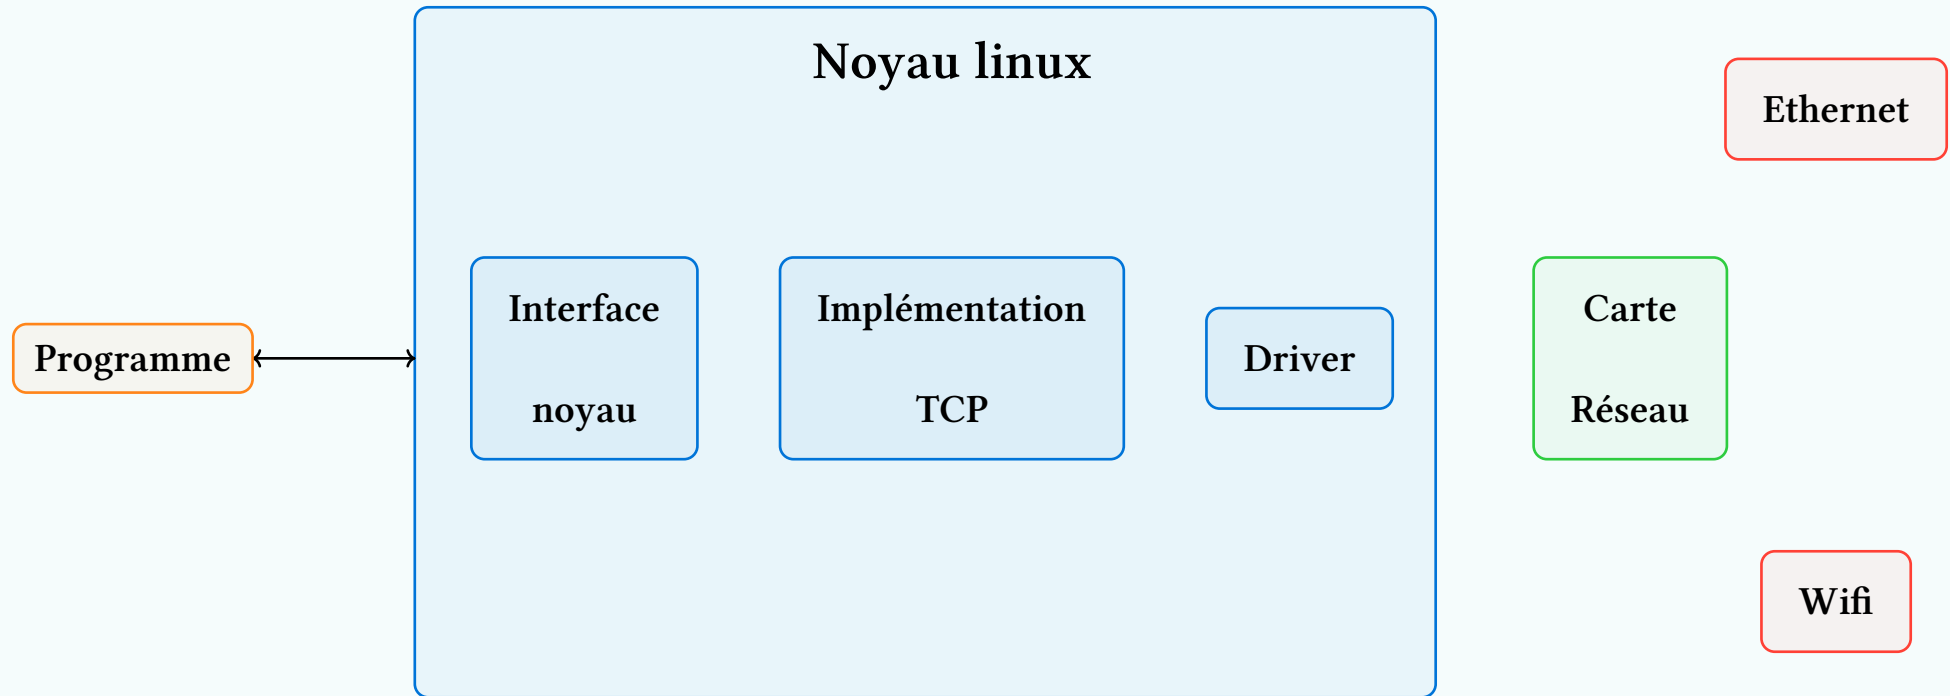 Noyau linux
Ethernet
Programme
Interface
noyau
Implémentation
TCP
Driver
Carte
Réseau
Wifi